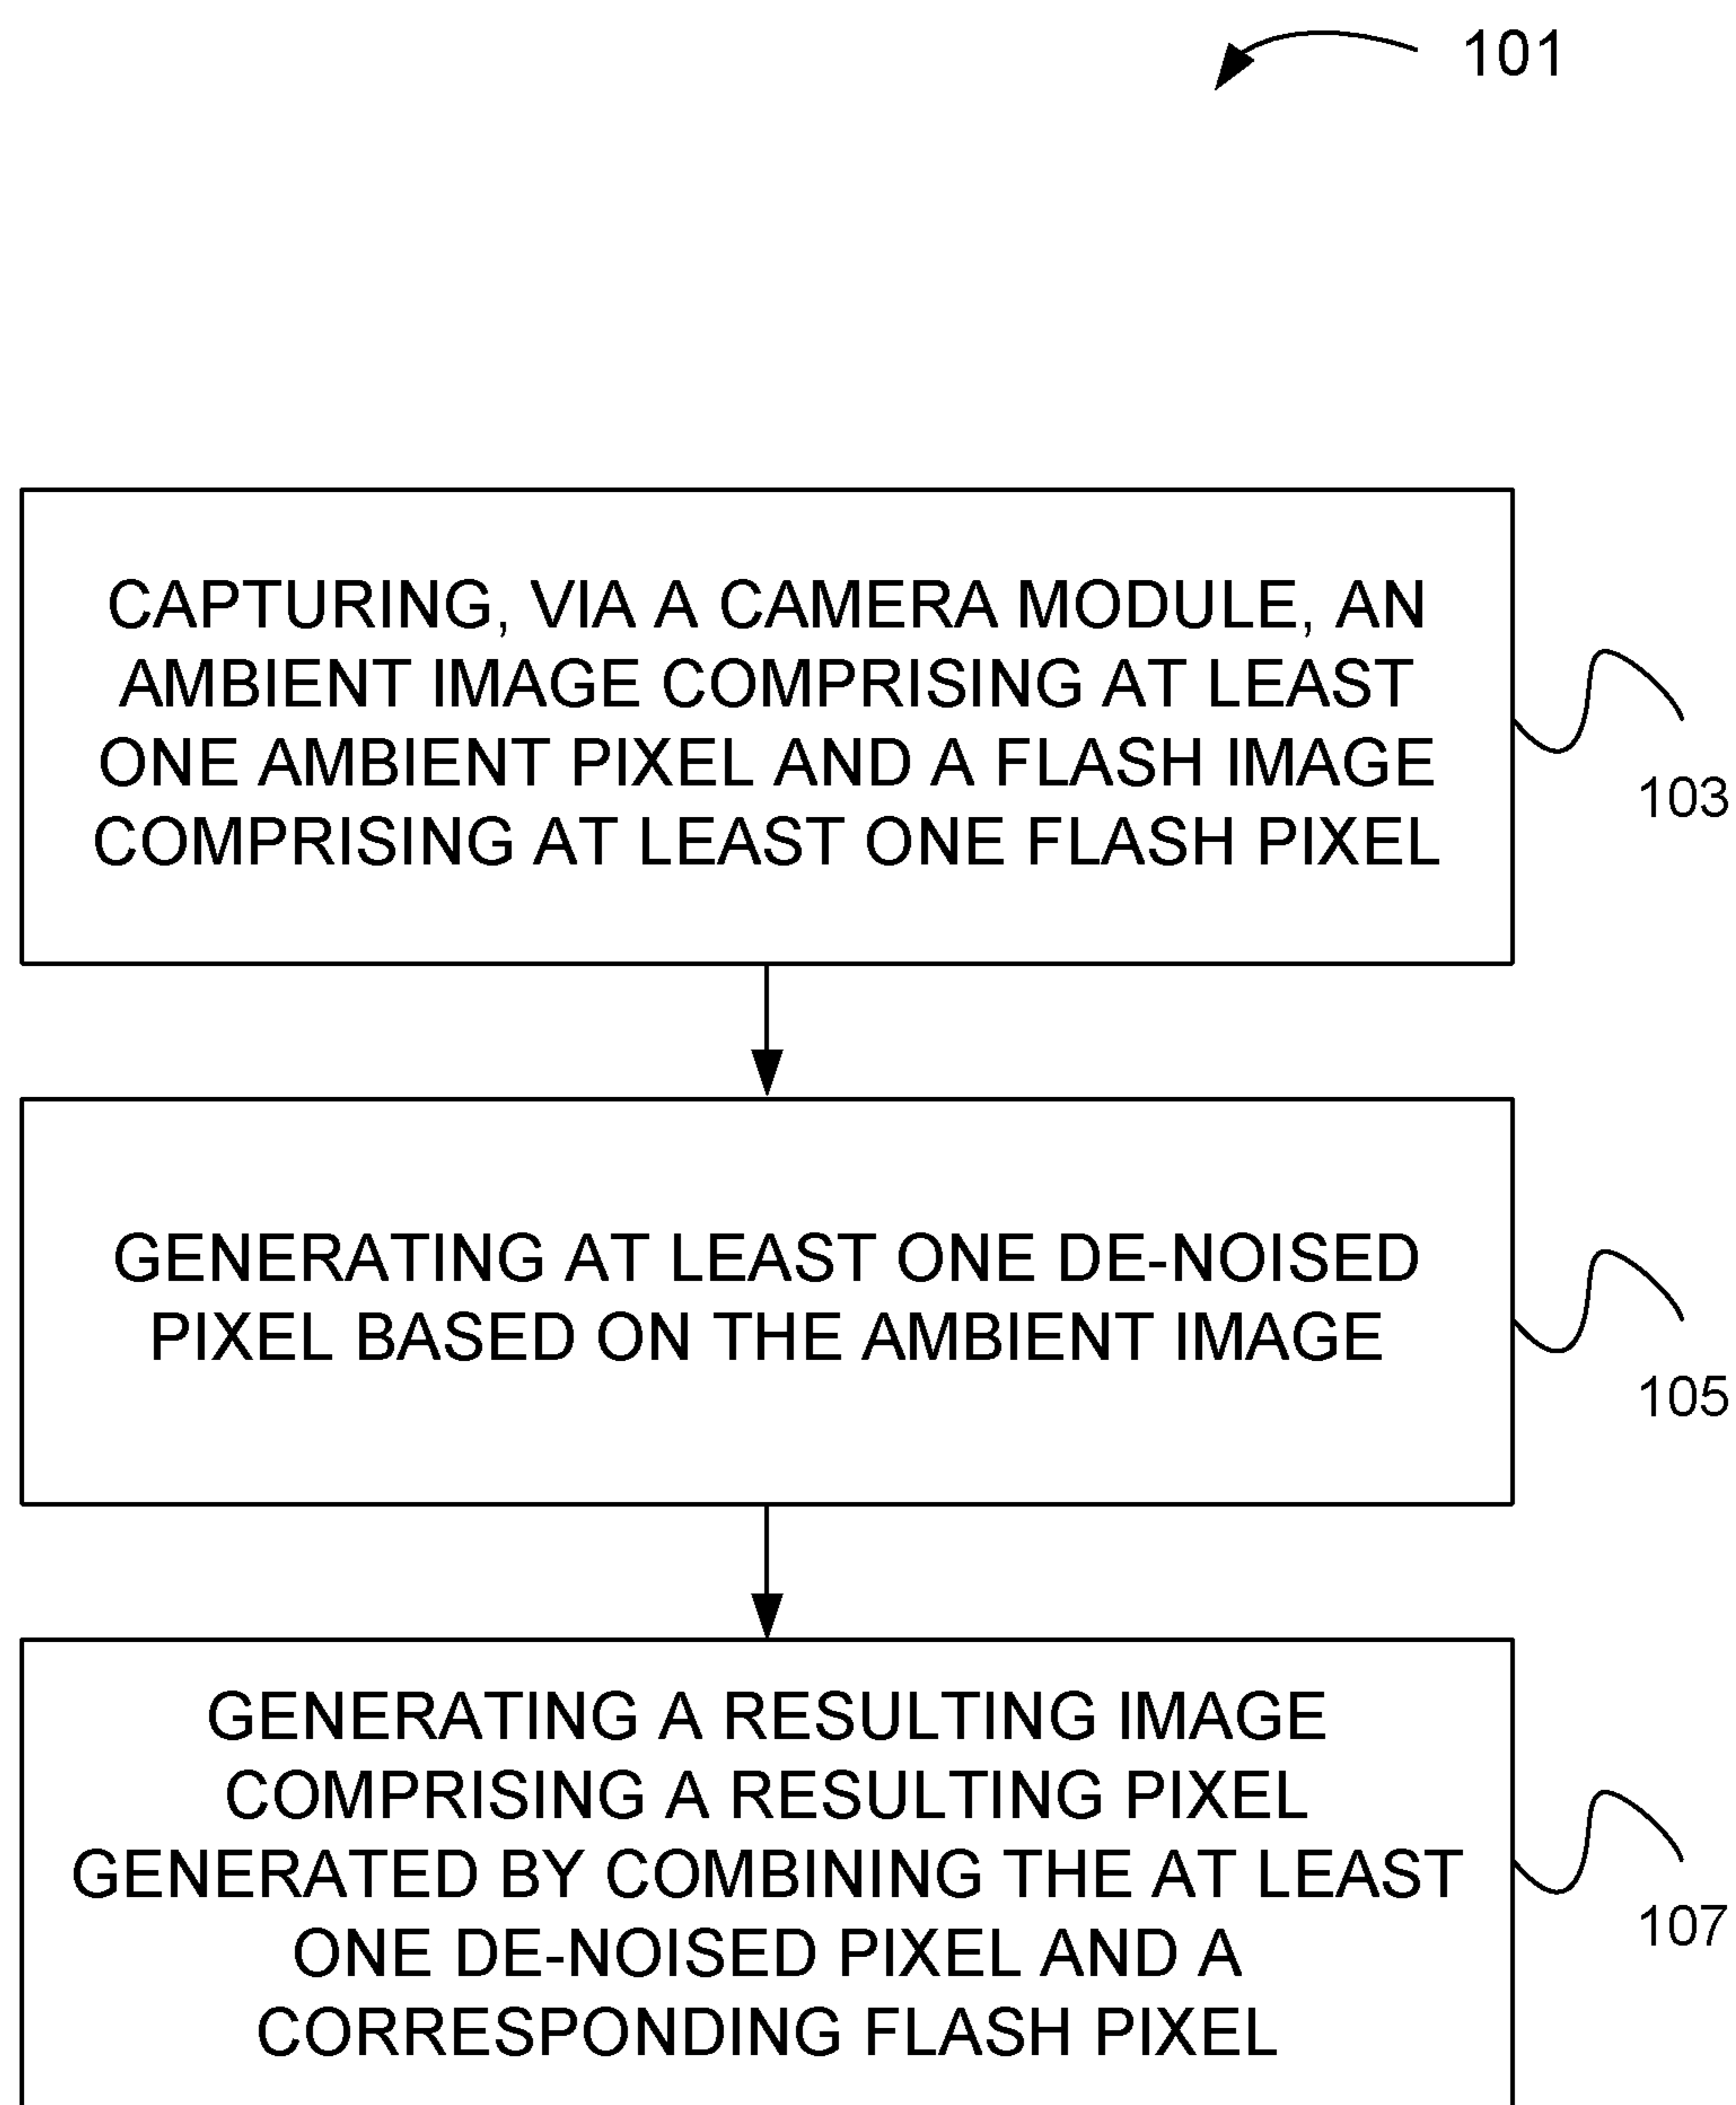 101
CAPTURING, VIA A CAMERA MODULE, AN
AMBIENT IMAGE COMPRISING AT LEAST
ONE AMBIENT PIXEL AND A FLASH IMAGE
COMPRISING AT LEAST ONE FLASH PIXEL
103
GENERATING AT LEAST ONE DE-NOISED
PIXEL BASED ON THE AMBIENT IMAGE
105
GENERATING A RESULTING IMAGE
COMPRISING A RESULTING PIXEL
GENERATED BY COMBINING THE AT LEAST
ONE DE-NOISED PIXEL AND A
CORRESPONDING FLASH PIXEL
107